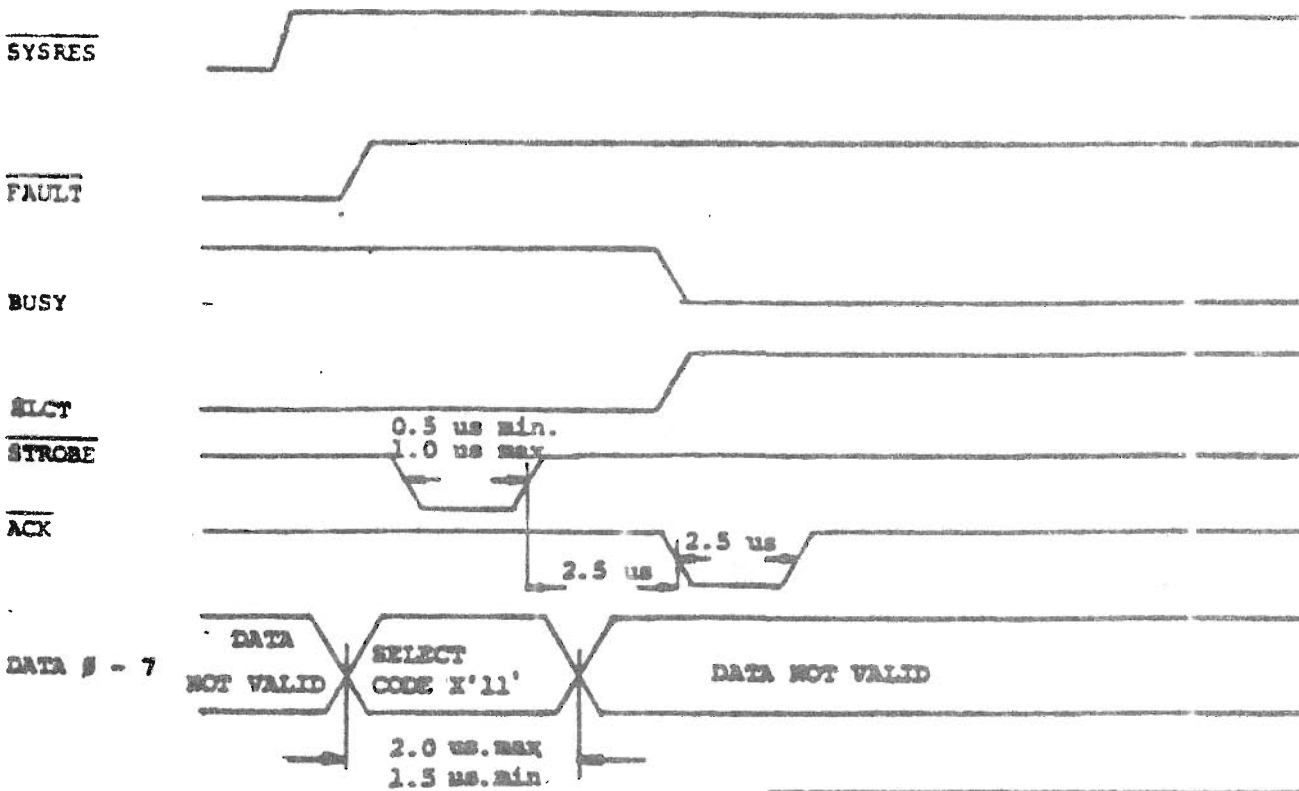 SYSRES
FAULT
BUSY
SLCT
0.5 us min.
1.0 us max
STROBE
ACK
2.5 us
2.5 us
DATA Ø - 7
DATA
NOT VALID
SELECT
CODE X'11'
DATA NOT VALID
2.0 us.max
1.5 us.min